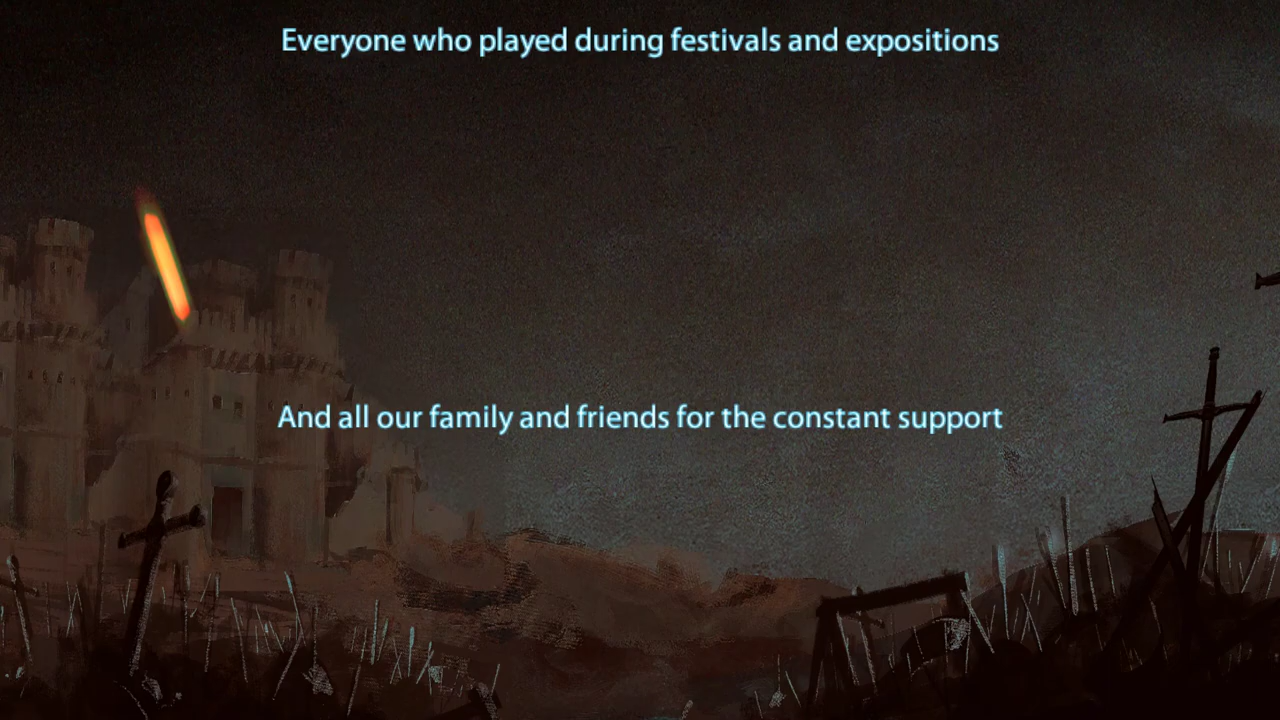 Everyone who played during festivals and expositions
And all our family and friends for the constant support